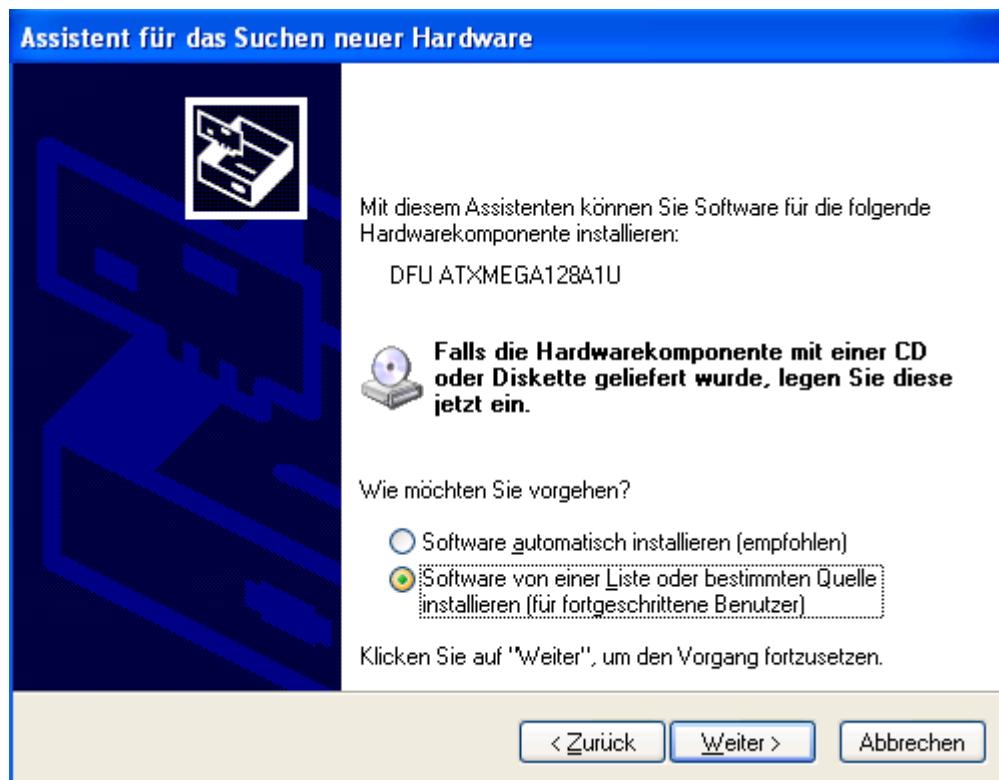 Assistent für das Suchen neuer Hardware
Mit diesem Assistenten können Sie Software für die folgende
Hardwarekomponente installieren:
DFU ATXMEGA128A1U
Falls die Hardwarekomponente mit einer CD
oder Diskette geliefert wurde, legen Sie diese
jetzt ein.
Wie möchten Sie vorgehen?
Software automatisch installieren (empfohlen)
Software von einer Liste oder bestimmten Quelle
installieren (für fortgeschrittene Benutzer)
Klicken Sie auf "Weiter", um den Vorgang fortzusetzen.
< Zurück Weiter > Abbrechen